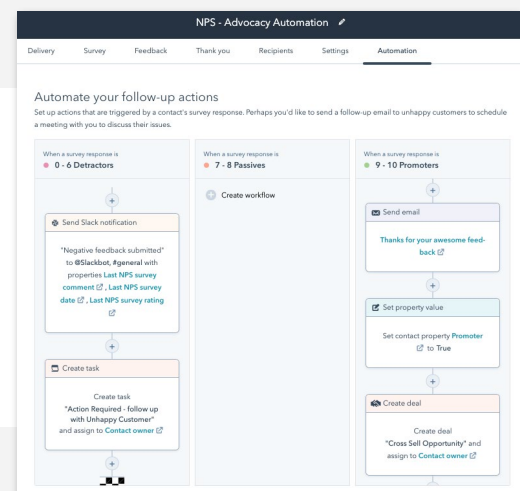 NPS - Advocacy Automation
Delivery Survey Feedback Thank you Recipients Settings Automation
Automate your follow-up actions
Set up actions that are triggered by a contact's survey response. Perhaps you'd like to send a follow-up email to unhappy customers to schedule
a meeting with you to discuss their issues.
When a survey response is
0 - 6 Detractors
Send Slack notification
"Negative feedback submitted"
to @Slackbot, #general with
properties Last NPS survey
comment , Last NPS survey
date , Last NPS survey rating
Create task
Create task
"Action Required - follow up
with Unhappy Customer"
and assign to Contact owner
When a survey response is
7 - 8 Passives
Create workflow
When a survey response is
9 - 10 Promoters
Send email
Thanks for your awesome feed-
back
Set property value
Set contact property Promoter
to True
Create deal
Create deal
"Cross Sell Opportunity" and
assign to Contact owner